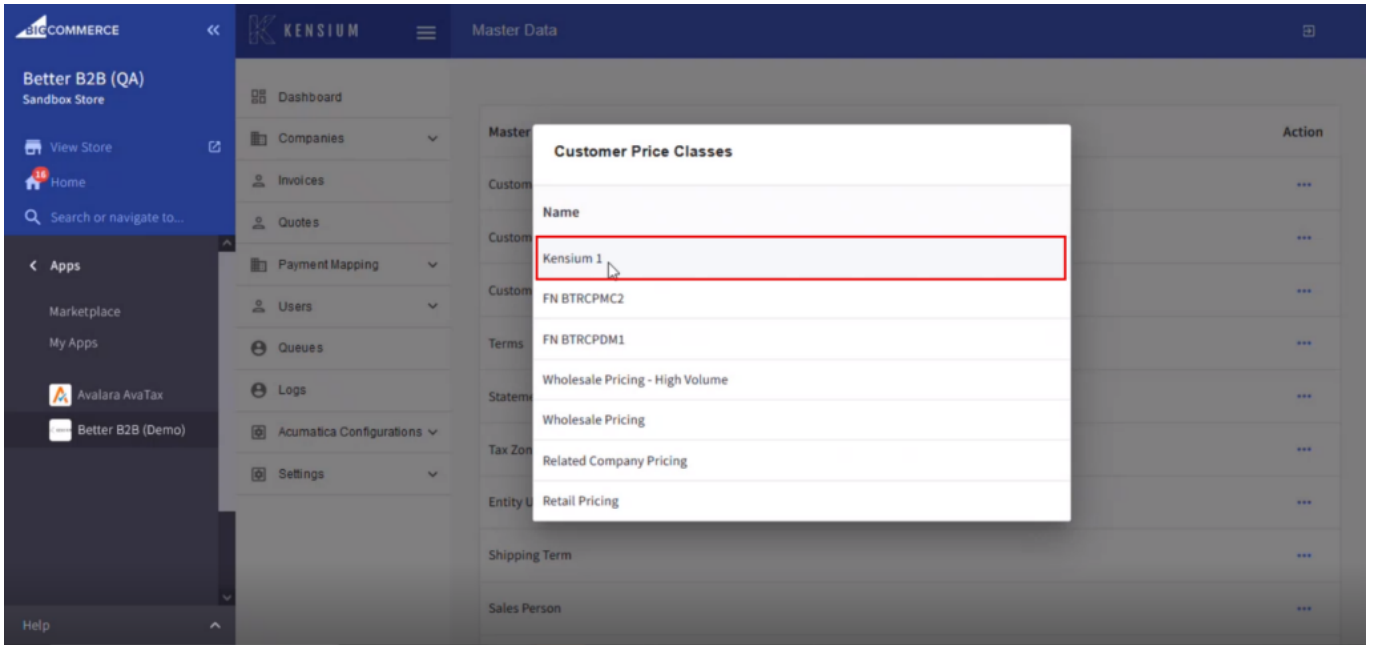 BIGCOMMERCE
Better B2B (QA)
Sandbox Store
View Store
16
Home
Search or navigate to...
Apps
Marketplace
My Apps
Avalara AvaTax
Better B2B (Demo)
Help
KENSIUM
Dashboard
Companies
Invoices
Quotes
Payment Mapping
Users
Queues
Logs
Acumatica Configurations
Settings
Master Data
Master
Action
Custom
Custom
Custom
Terms
Stateme
Tax Zon
Entity U
Shipping Term
Sales Person
Customer Price Classes
Name
Kensium 1
FN BTRCPMC2
FN BTRCPDM1
Wholesale Pricing - High Volume
Wholesale Pricing
Related Company Pricing
Retail Pricing